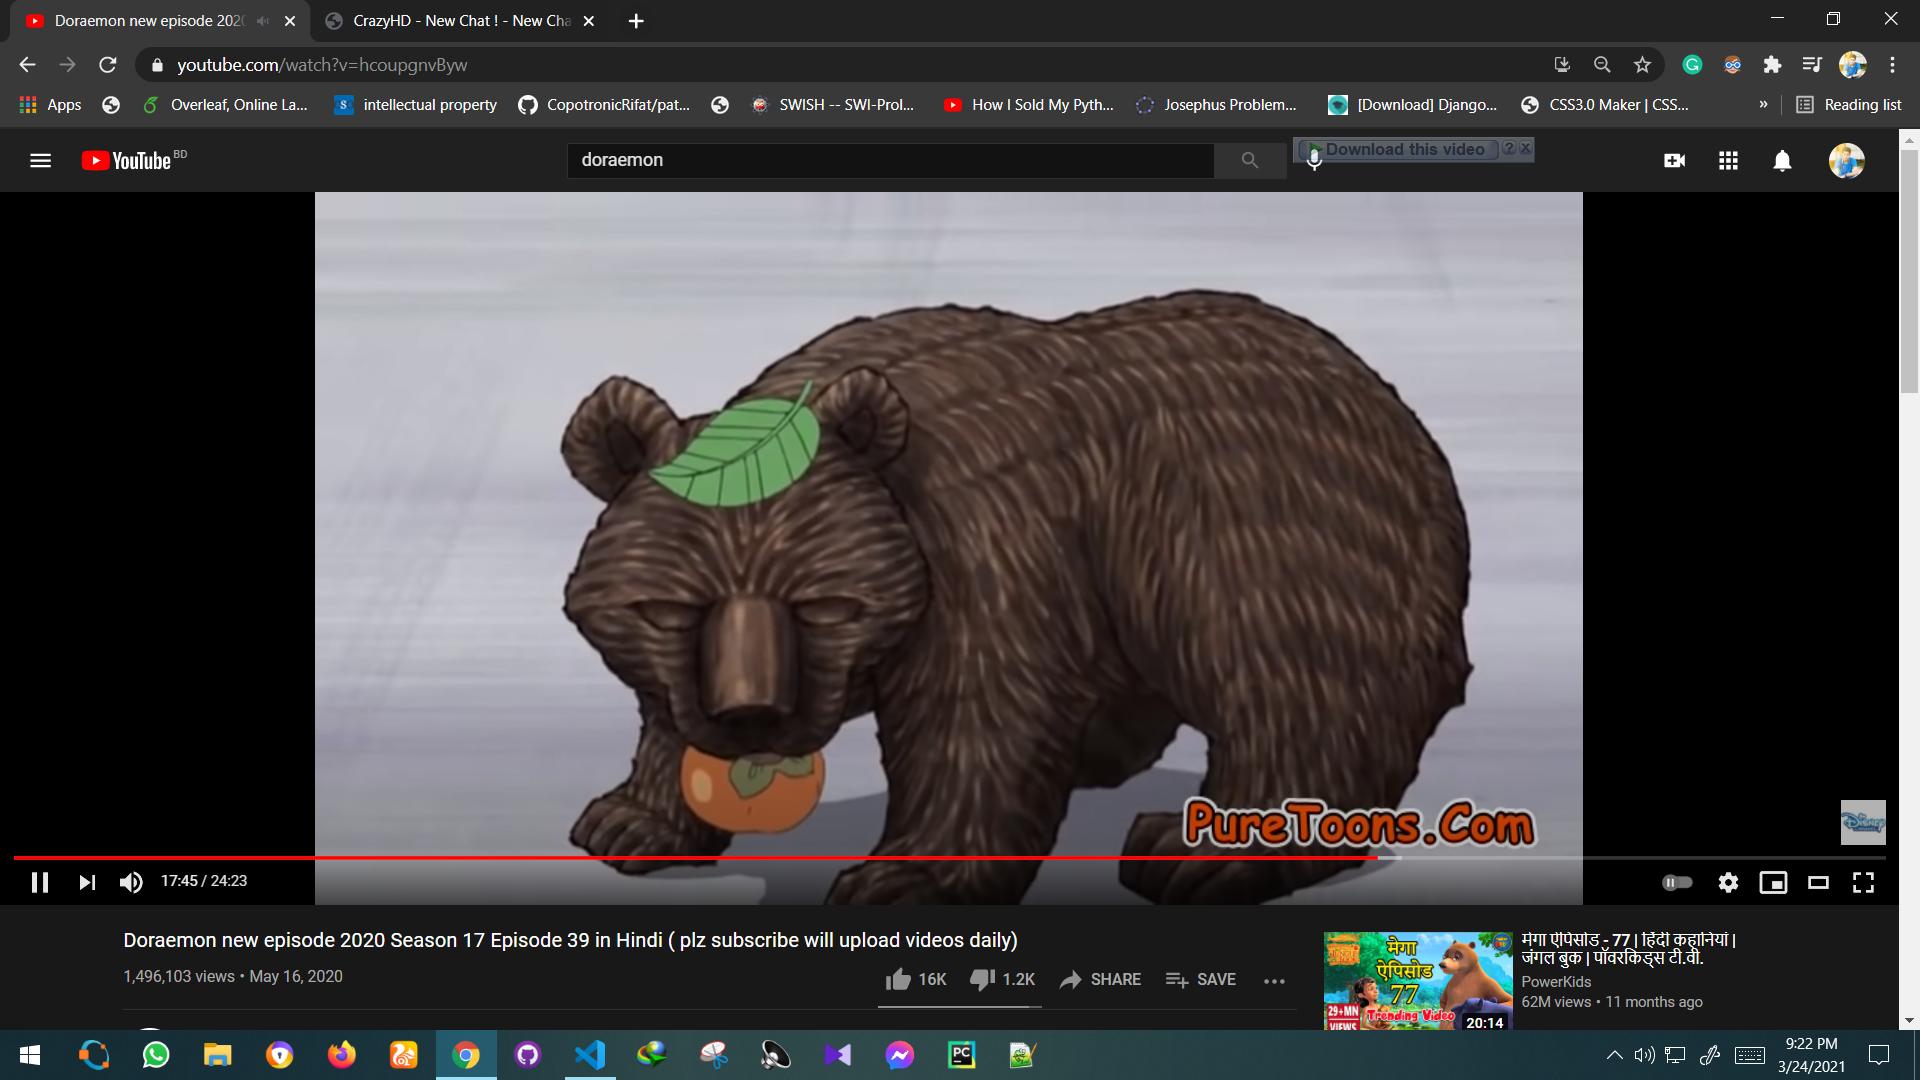 Doraemon new episode 2020
CrazyHD - New Chat ! - New Cha
youtube.com/watch?v=hcoupgnvByw
Apps
Overleaf, Online La...
intellectual property
CopotronicRifat/pat...
SWISH -- SWI-Prol...
How I Sold My Pyth...
Josephus Problem...
[Download] Django...
CSS3.0 Maker | CSS...
»
Reading list
YouTube BD
doraemon
Download this video
PureToons.Com
Disney
17:45 / 24:23
Doraemon new episode 2020 Season 17 Episode 39 in Hindi ( plz subscribe will upload videos daily)
1,496,103 views • May 16, 2020
16K
1.2K
SHARE
SAVE
मेगा
ऐपिसोड
77
29+MN
VIEWS
Trending Video
20:14
मेगा ऐपिसोड - 77 | हिंदी कहानियां |
जंगल बुक | पॉवरकिड्स टी.वी.
PowerKids
62M views • 11 months ago
PC
9:22 PM
3/24/2021